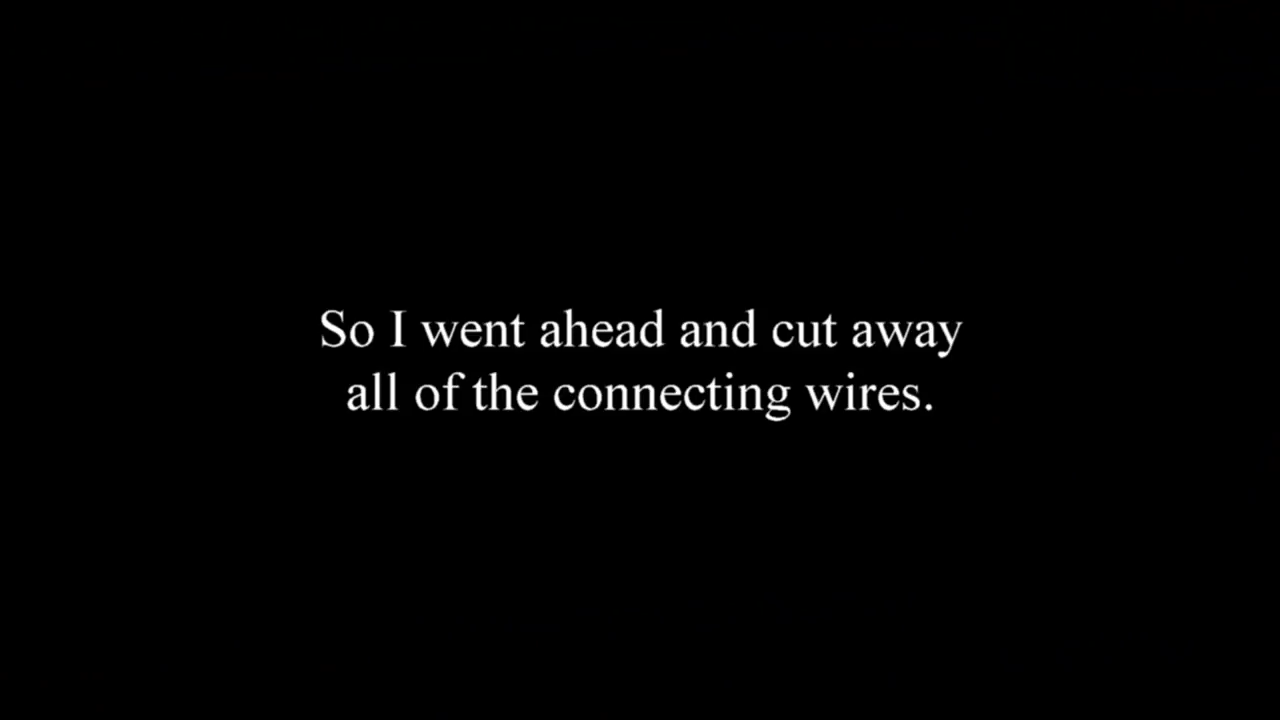 So I went ahead and cut away
all of the connecting wires.